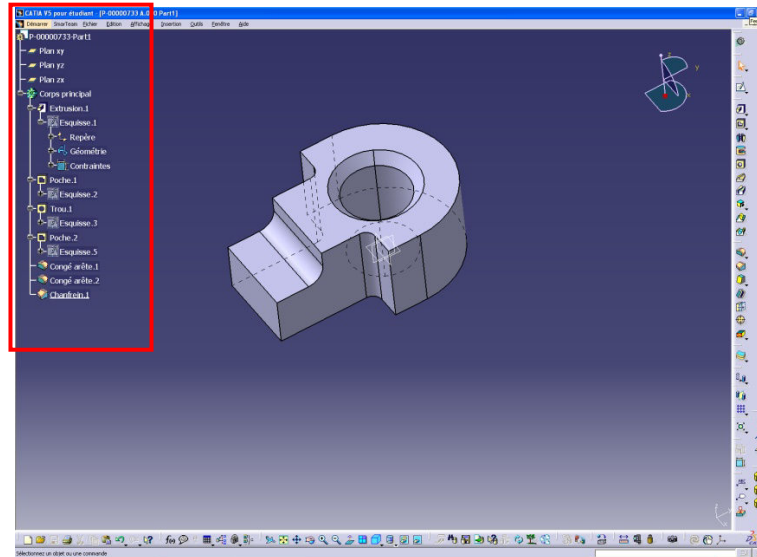 CATIA V5 pour étudiant - [P-00000733 A.0 0 Part1]
Démarrer SmarTeam Fichier Edition Affichage Insertion Outils Fenêtre Aide
P-00000733-Part1
Plan xy
Plan yz
Plan zx
Corps principal
Extrusion.1
Esquisse.1
Repère
Géométrie
Contraintes
Poche.1
Esquisse.2
Trou.1
Esquisse.3
Poche.2
Esquisse.5
Congé arête.1
Congé arête.2
Chanfrein.1
z
y
x
Sélectionnez un objet ou une commande